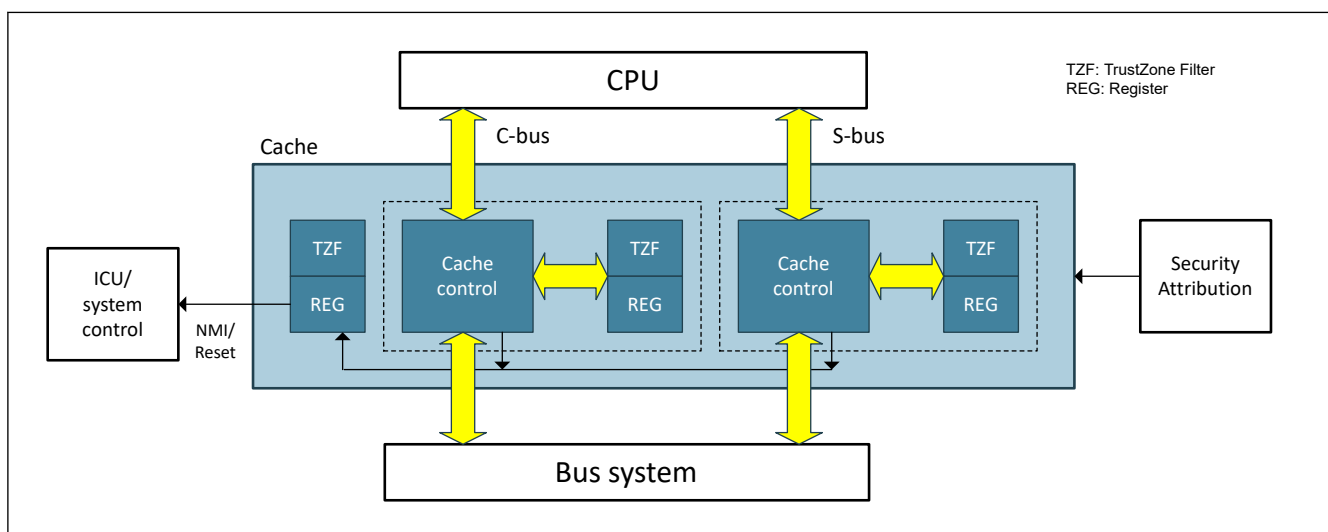 CPU
TZF: TrustZone Filter
REG: Register
C-bus
S-bus
Cache
ICU/
system
control
NMI/
Reset
TZF
REG
Cache
control
TZF
REG
Cache
control
TZF
REG
Security
Attribution
Bus system